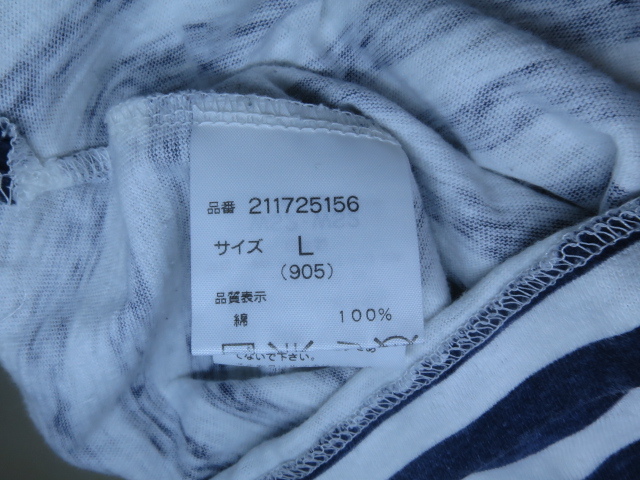 品番 211725156
サイズ L
(905)
品質表示
綿 100%
てないで下さい。